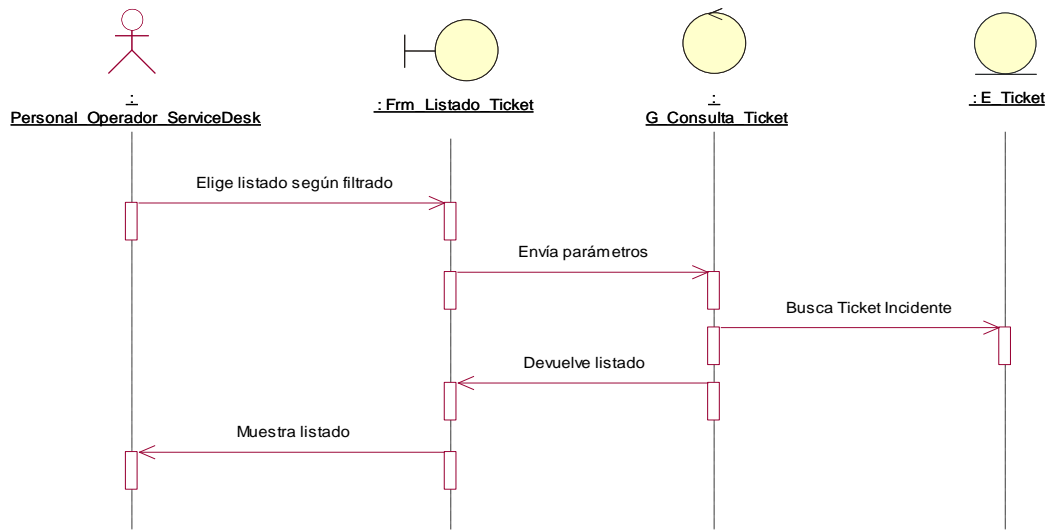 :
Personal_Operador_ServiceDesk
: Frm_Listado_Ticket
:
G_Consulta_Ticket
: E_Ticket
Elige listado según filtrado
Envía parámetros
Busca Ticket Incidente
Devuelve listado
Muestra listado